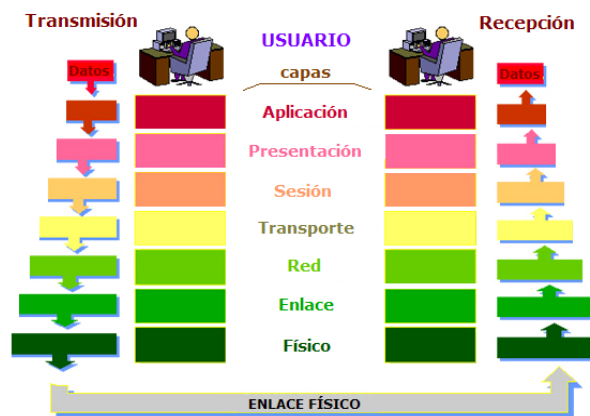 Transmisión
Recepción
USUARIO
Datos
capas
Datos
Aplicación
Presentación
Sesión
Transporte
Red
Enlace
Físico
ENLACE FÍSICO